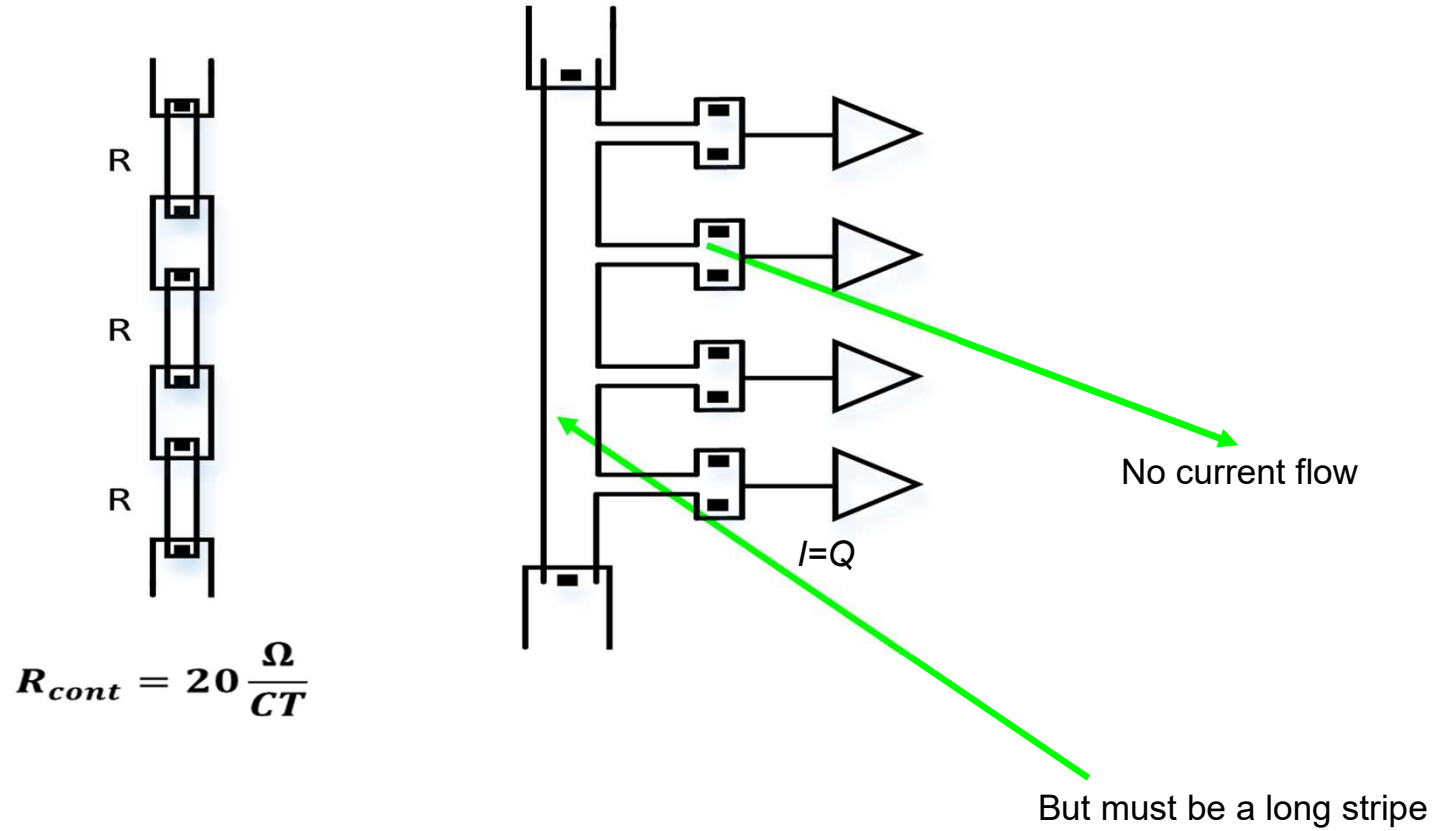 R
R
R
R_cont = 20 Ω/CT
No current flow
I=Q
But must be a long stripe